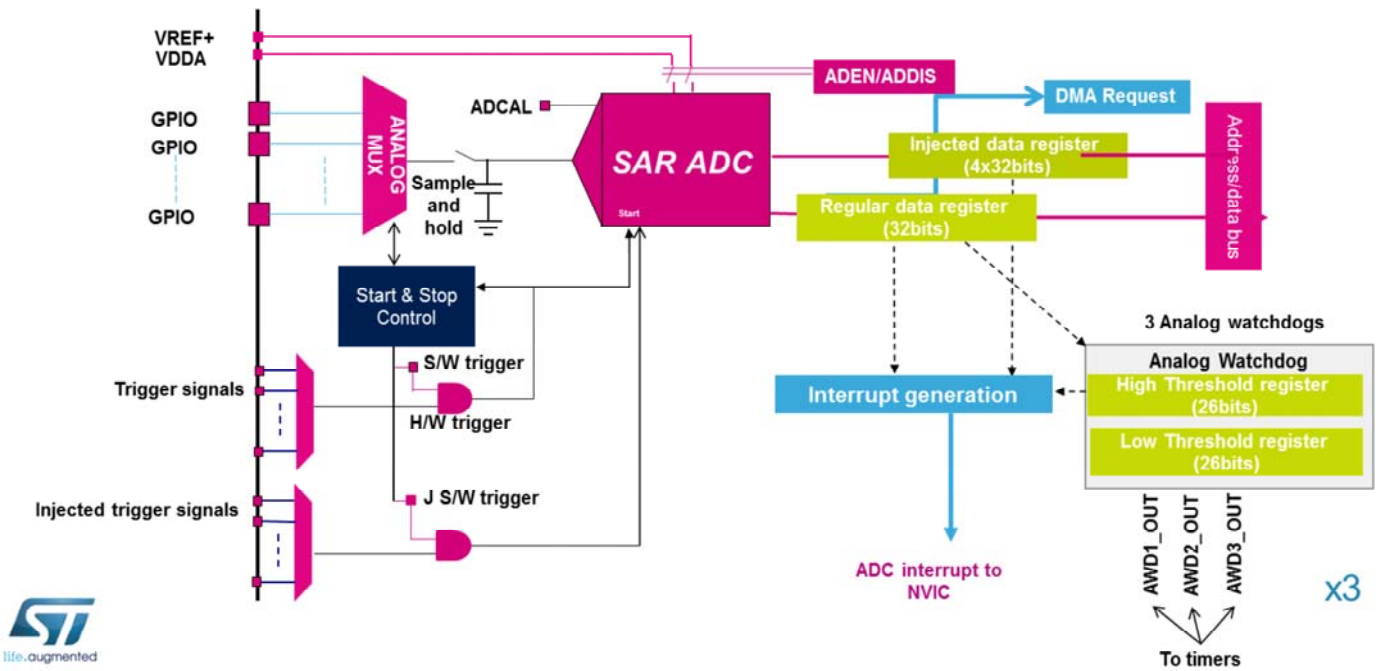 VREF+
VDDA
GPIO
GPIO
GPIO
ANALOG
MUX
ADCAL
Sample
and
hold
SAR ADC
Start
ADEN/ADDIS
DMA Request
Injected data register
(4x32bits)
Regular data register
(32bits)
Address/data bus
Start & Stop
Control
S/W trigger
H/W trigger
Trigger signals
J S/W trigger
Injected trigger signals
Interrupt generation
ADC interrupt to
NVIC
3 Analog watchdogs
Analog Watchdog
High Threshold register
(26bits)
Low Threshold register
(26bits)
AWD1_OUT
AWD2_OUT
AWD3_OUT
To timers
x3
ST
life.augmented